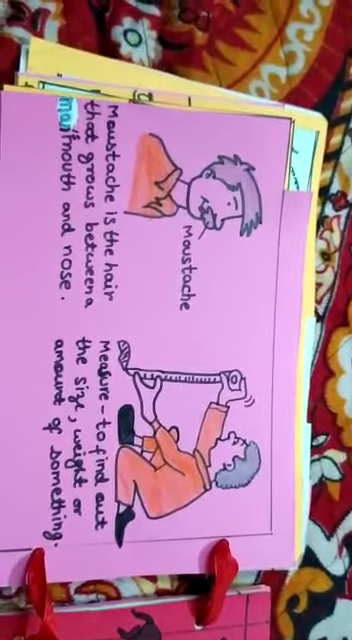 Moustache
Moustache is the hair
that grows between a
man's mouth and nose.
Measure - to find out
the size, weight or
amount of something.